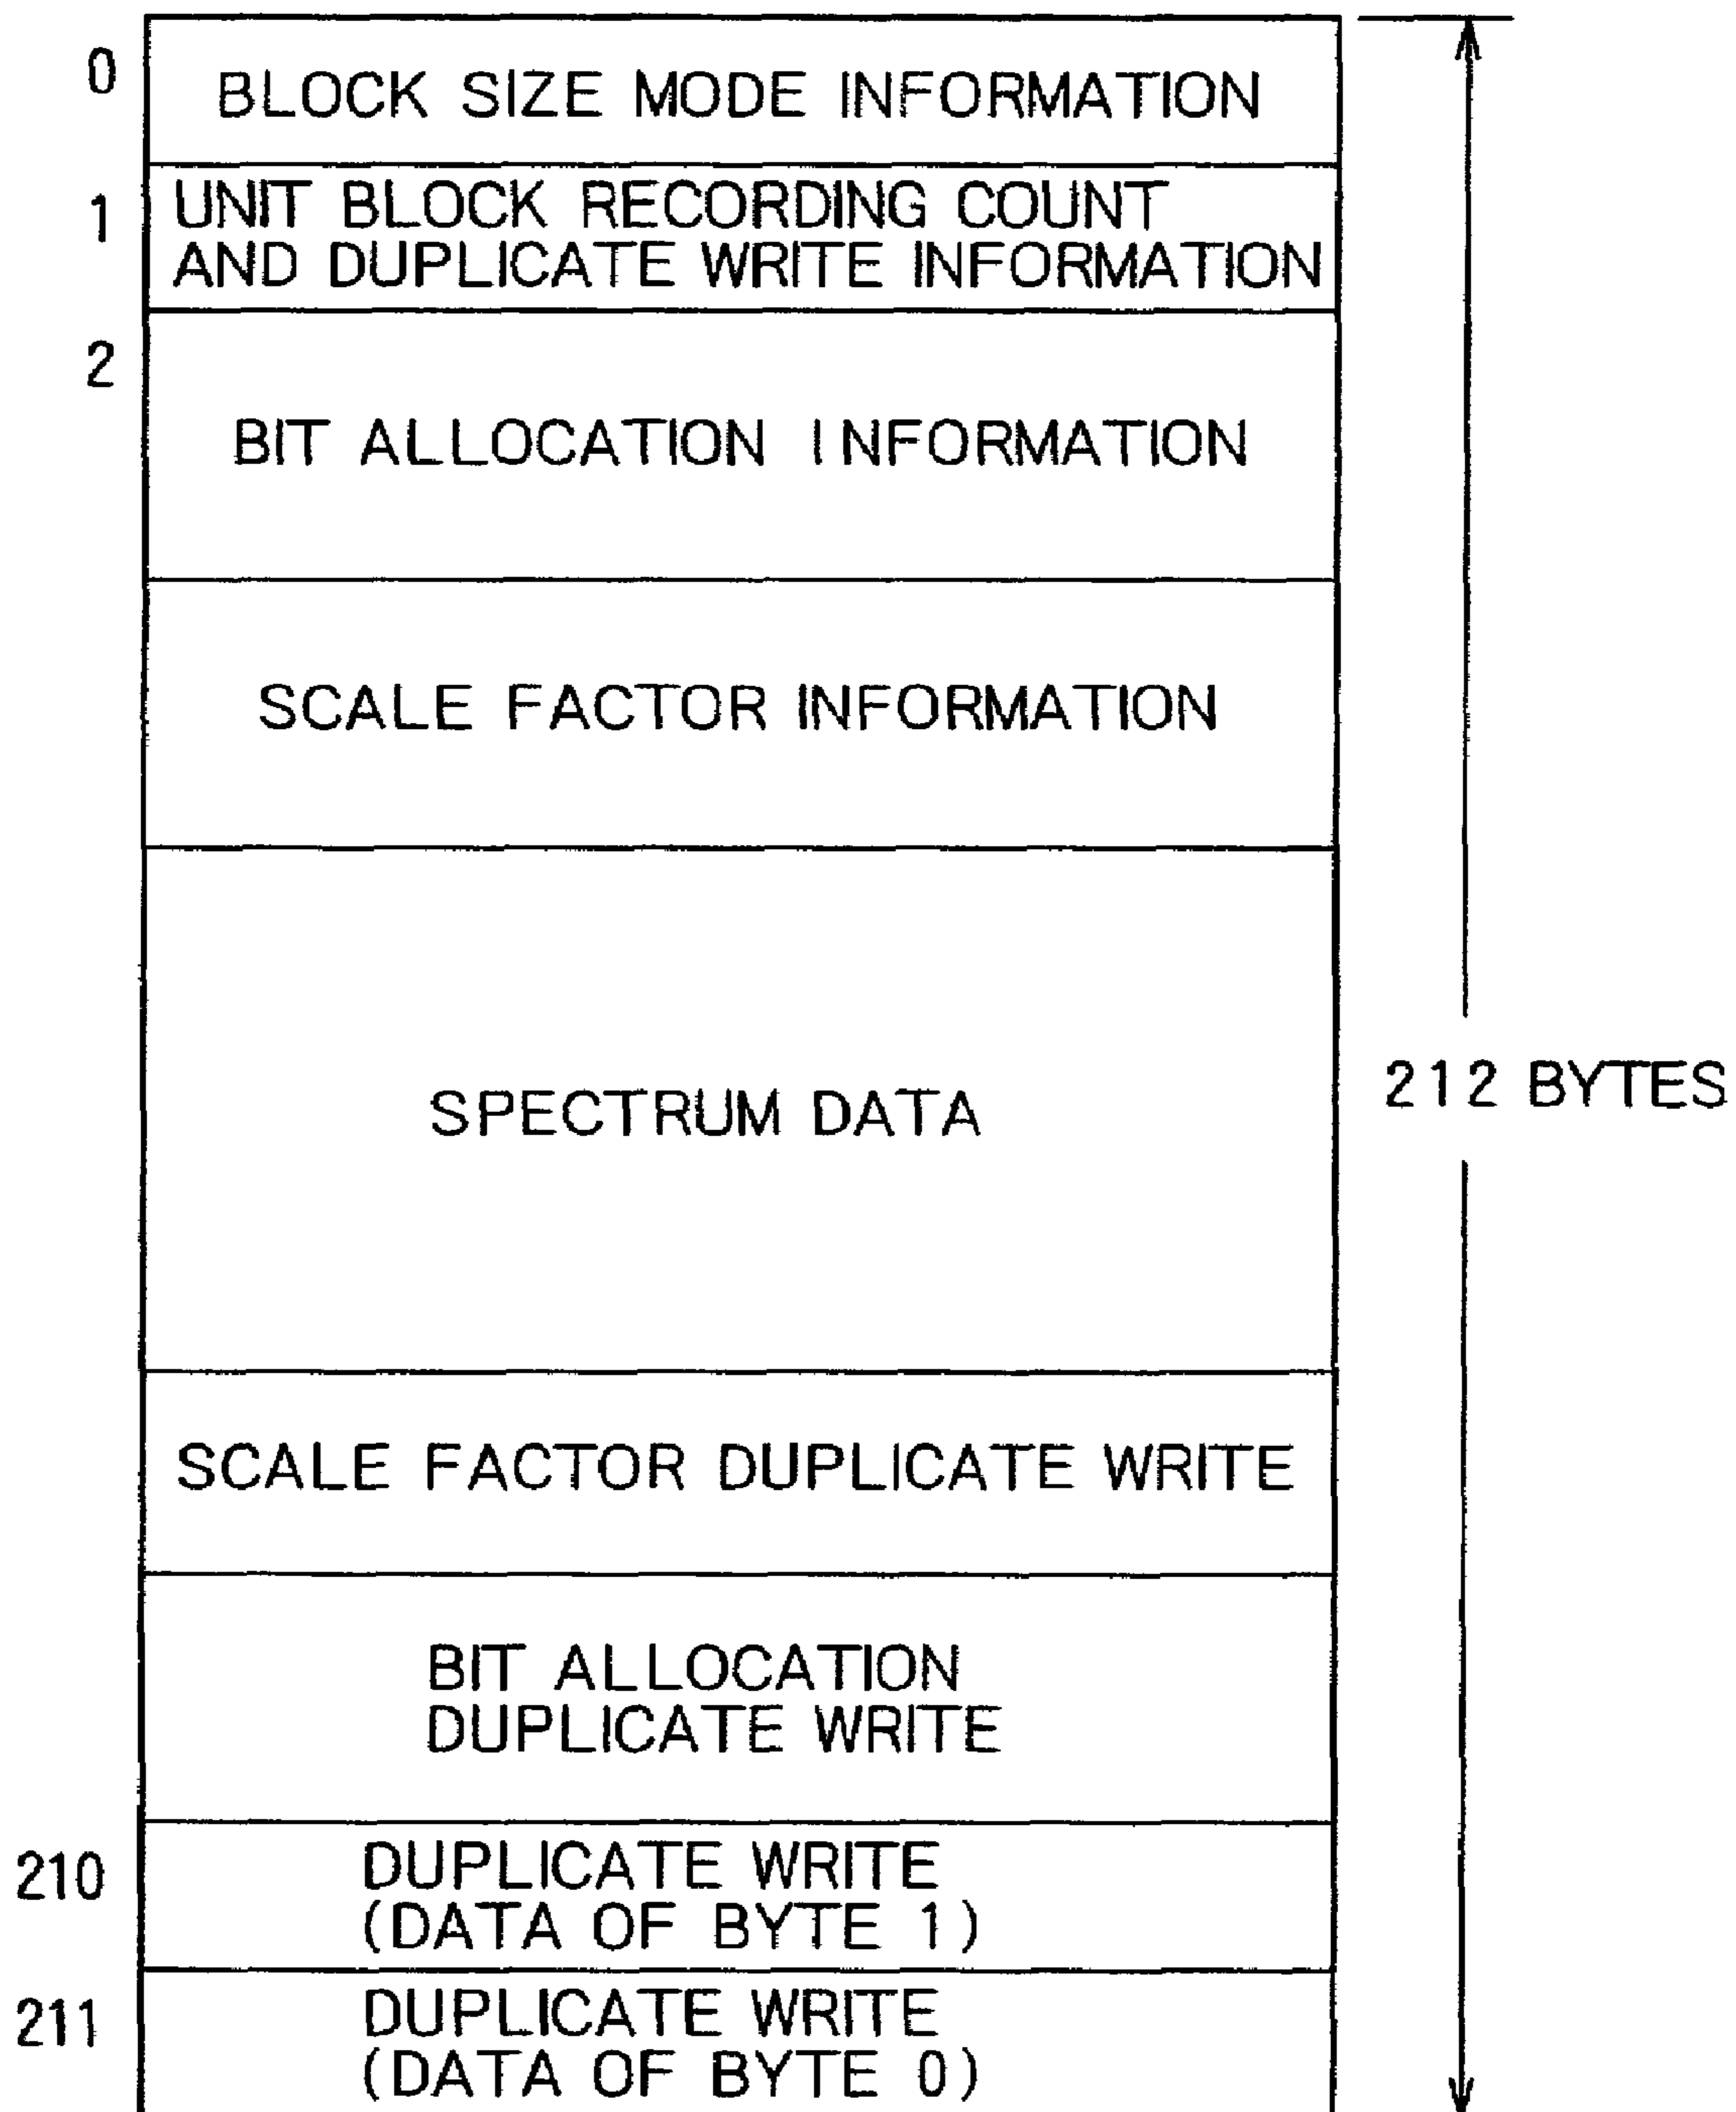 0
BLOCK SIZE MODE INFORMATION
1
UNIT BLOCK RECORDING COUNT
AND DUPLICATE WRITE INFORMATION
2
BIT ALLOCATION INFORMATION
SCALE FACTOR INFORMATION
SPECTRUM DATA
212 BYTES
SCALE FACTOR DUPLICATE WRITE
BIT ALLOCATION
DUPLICATE WRITE
210
DUPLICATE WRITE
(DATA OF BYTE 1)
211
DUPLICATE WRITE
(DATA OF BYTE 0)